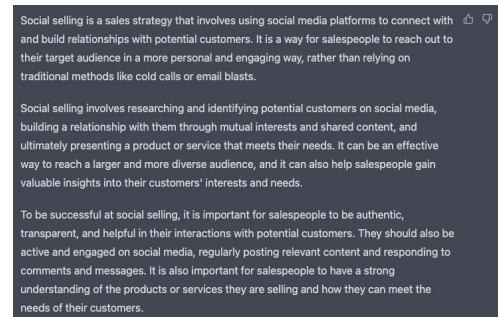 Social selling is a sales strategy that involves using social media platforms to connect with
and build relationships with potential customers. It is a way for salespeople to reach out to
their target audience in a more personal and engaging way, rather than relying on
traditional methods like cold calls or email blasts.
Social selling involves researching and identifying potential customers on social media,
building a relationship with them through mutual interests and shared content, and
ultimately presenting a product or service that meets their needs. It can be an effective
way to reach a larger and more diverse audience, and it can also help salespeople gain
valuable insights into their customers' interests and needs.
To be successful at social selling, it is important for salespeople to be authentic,
transparent, and helpful in their interactions with potential customers. They should also be
active and engaged on social media, regularly posting relevant content and responding to
comments and messages. It is also important for salespeople to have a strong
understanding of the products or services they are selling and how they can meet the
needs of their customers.